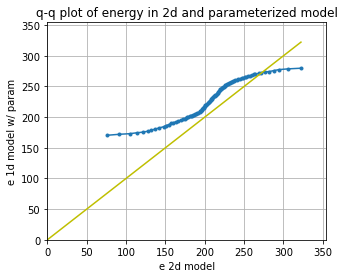 q-q plot of energy in 2d and parameterized model
350
300
250
200
150
100
50
0
e 1d model w/ param
0 50 100 150 200 250 300 350
e 2d model